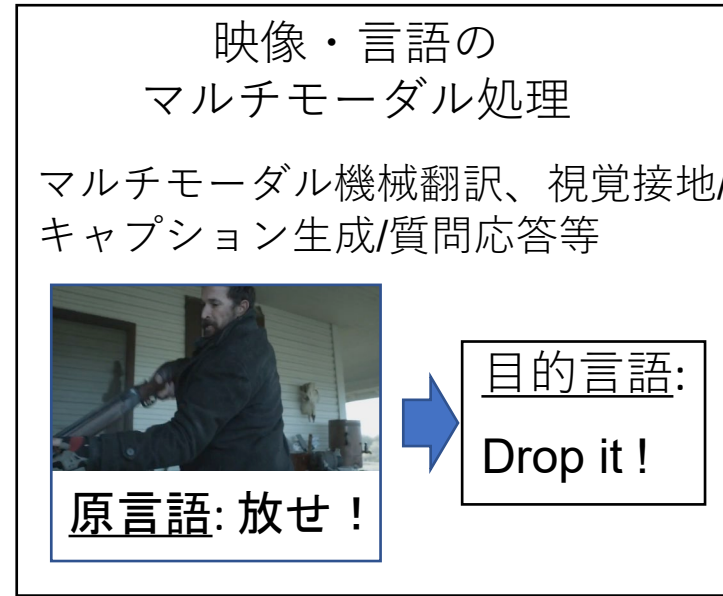 映像・言語の
マルチモーダル処理
マルチモーダル機械翻訳、視覚接地/
キャプション生成/質問応答等
原言語: 放せ！
目的言語:
Drop it !